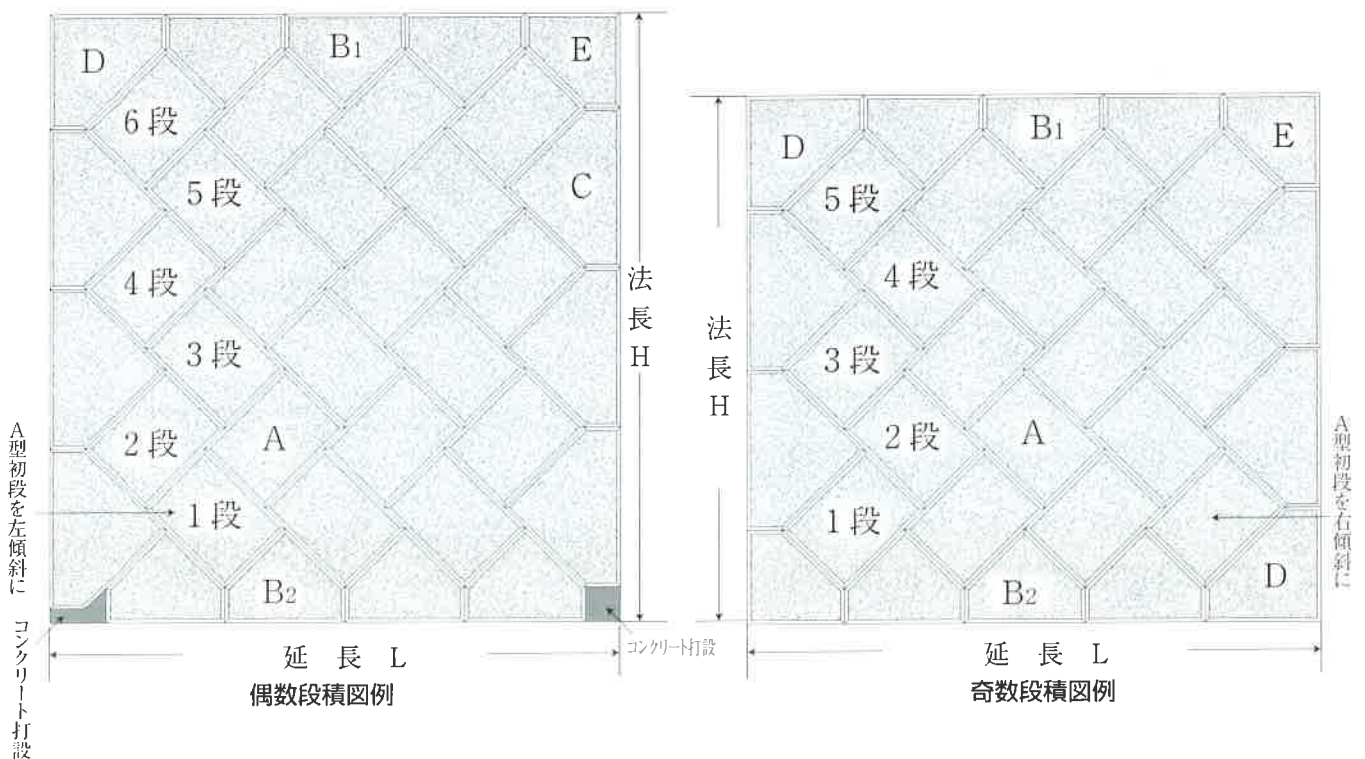 D
B1
E
6段
5段
C
4段
3段
2段
A
1段
B2
法長H
A型初段を左傾斜に
コンクリート打設
コンクリート打設
延長 L
偶数段積図例
D
B1
E
5段
4段
3段
2段
A
1段
B2
D
法長H
A型初段を右傾斜に
延長 L
奇数段積図例